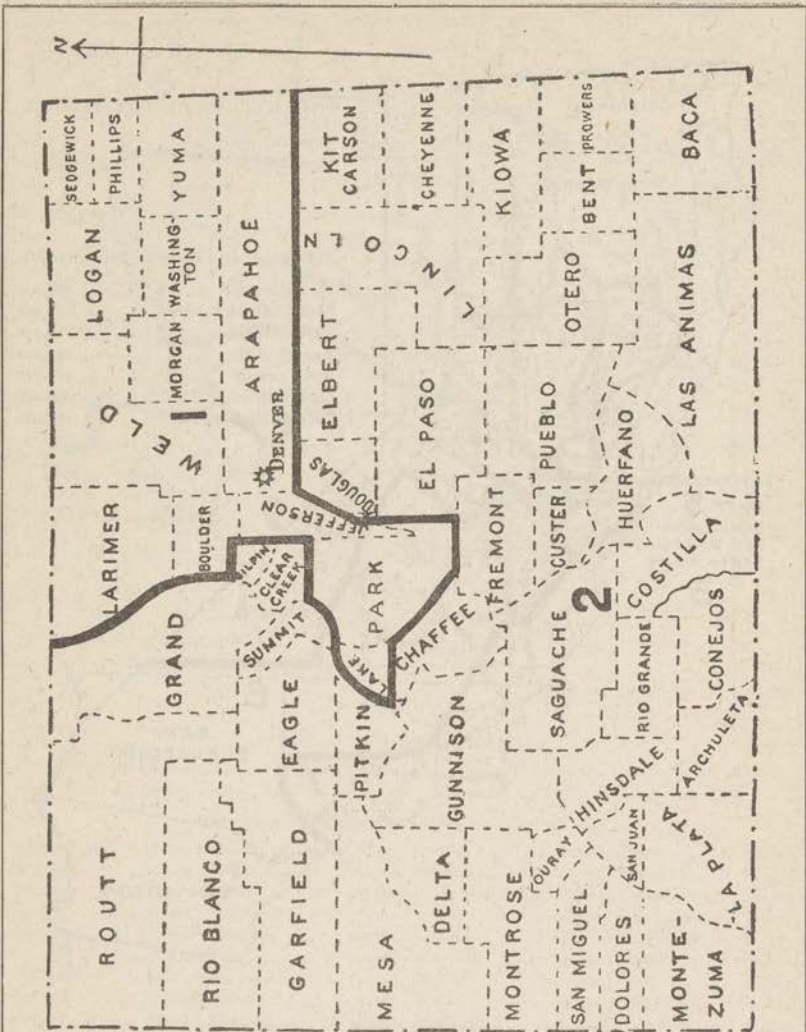 N
SEDGEWICK
PHILLIPS
YUMA
LOGAN
WASHING-
TON
MORGAN
WELD
1
ARAPAHOE
DENVER
LARIMER
BOULDER
GILPIN
CLEAR
CREEK
JEFFERSON
DOUGLAS
ELBERT
LINCOLN
KIT
CARSON
CHEYENNE
KIOWA
PROWERS
BENT
BACA
OTERO
LAS ANIMAS
EL PASO
PUEBLO
HUERFANO
FREMONT
CUSTER
PARK
LAKE
CHAFFEE
SUMMIT
GRAND
EAGLE
PITKIN
GUNNISON
SAGUACHE
2
COSTILLA
RIO GRANDE
CONEJOS
ARCHULETA
HINSDALE
ROUTT
RIO BLANCO
GARFIELD
MESA
DELTA
MONTROSE
OURAY
SAN MIGUEL
SAN JUAN
DOLORES
LA PLATA
MONTE-
ZUMA